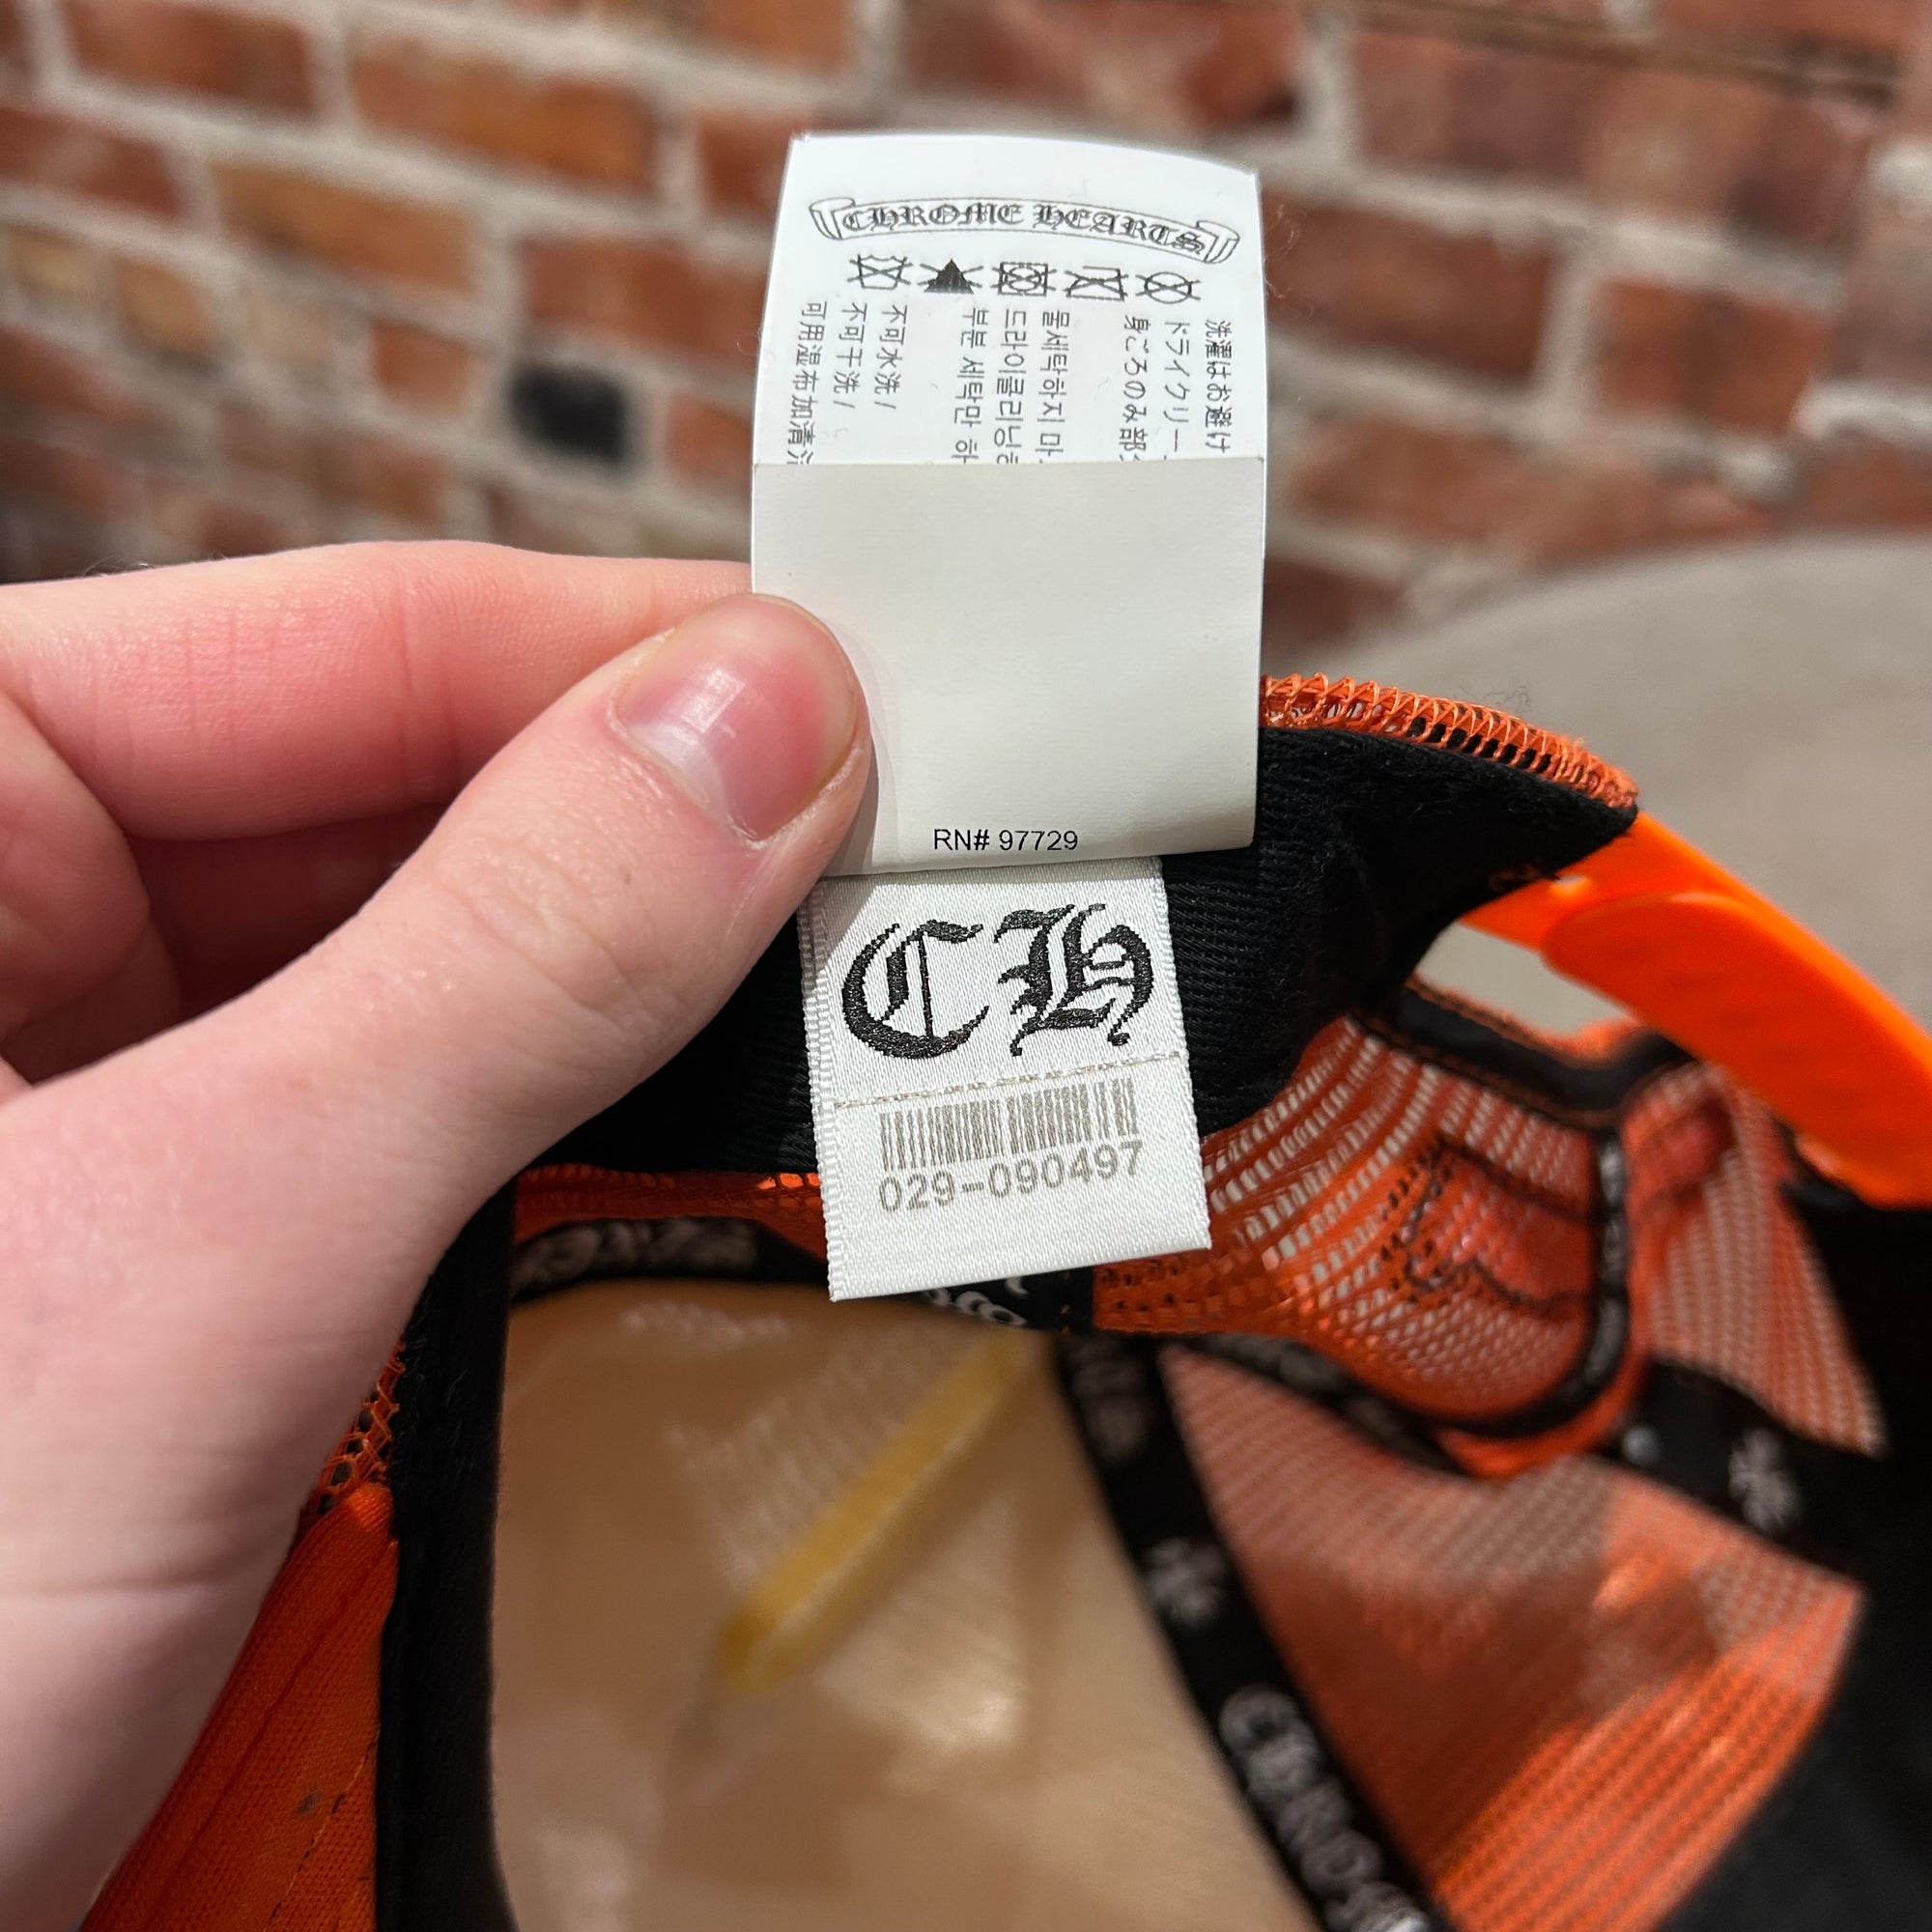 CHROME HEARTS
洗濯はお避け
ドライクリー
身ごろのみ部
물세탁하지 마
드라이클리닝
부분 세탁만 하
不可水洗 /
不可干洗 /
可用湿布加清
RN# 97729
CH
029-090497